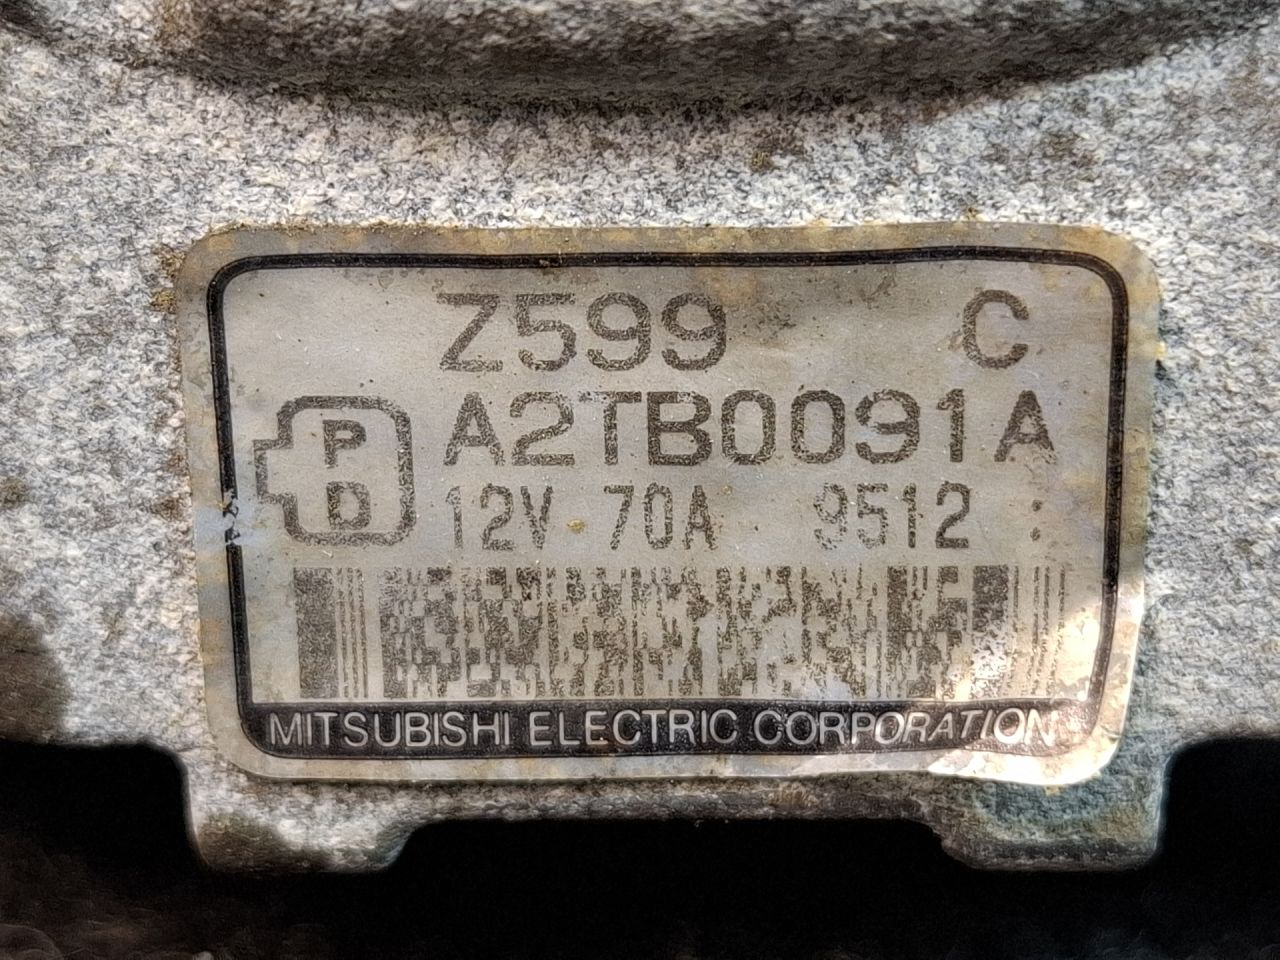 Z599 C
A2TB0091A
P
D
12V 70A 9512 :
MITSUBISHI ELECTRIC CORPORATION